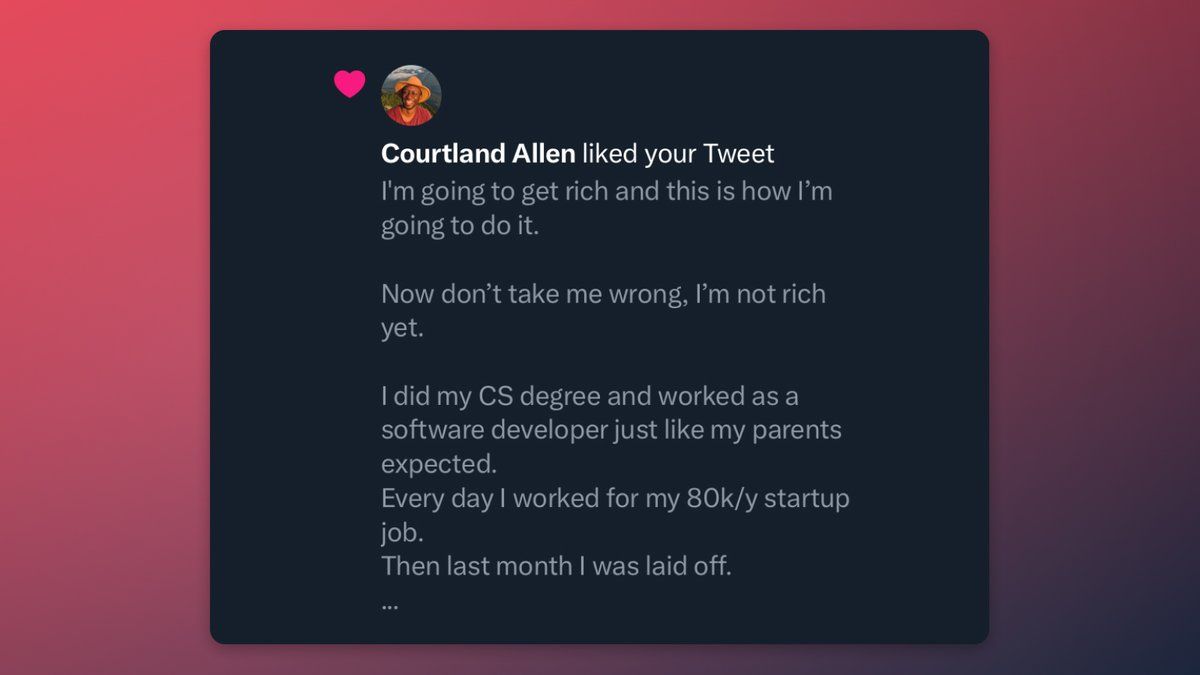 Courtland Allen liked your Tweet
I'm going to get rich and this is how I’m
going to do it.
Now don’t take me wrong, I’m not rich
yet.
I did my CS degree and worked as a
software developer just like my parents
expected.
Every day I worked for my 80k/y startup
job.
Then last month I was laid off.
...